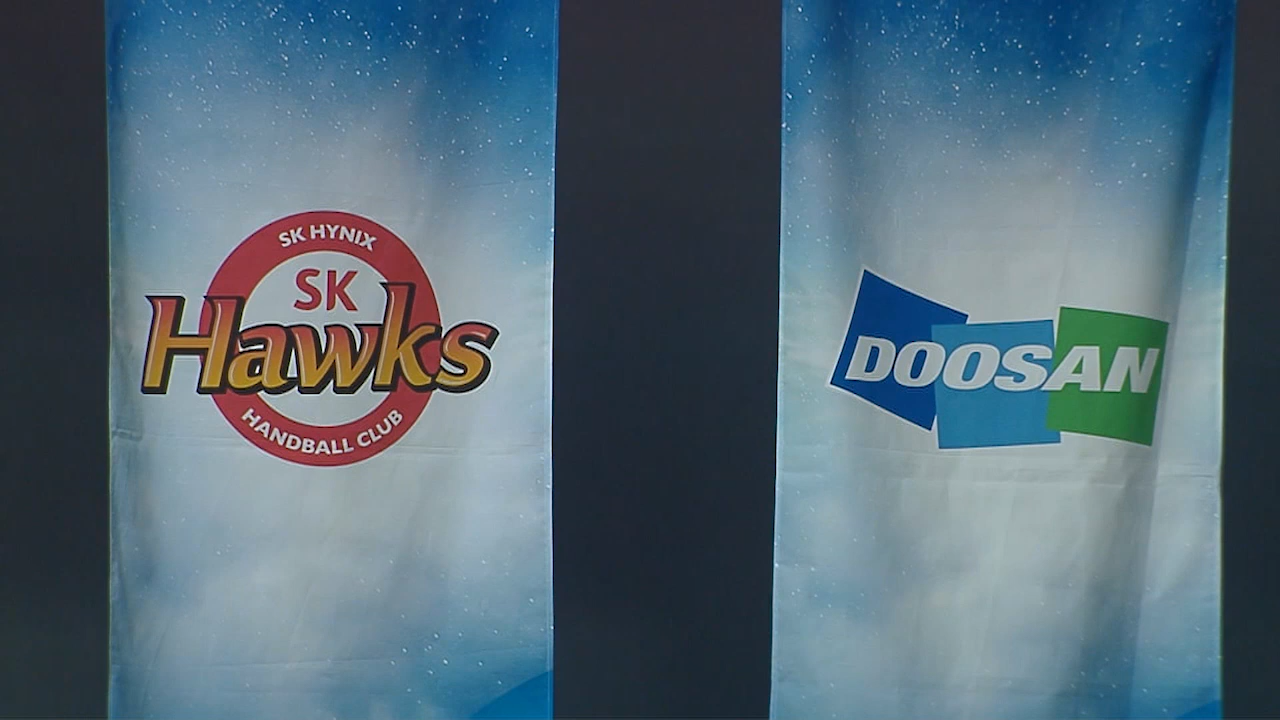 SK HYNIX
SK
Hawks
HANDBALL CLUB
DOOSAN